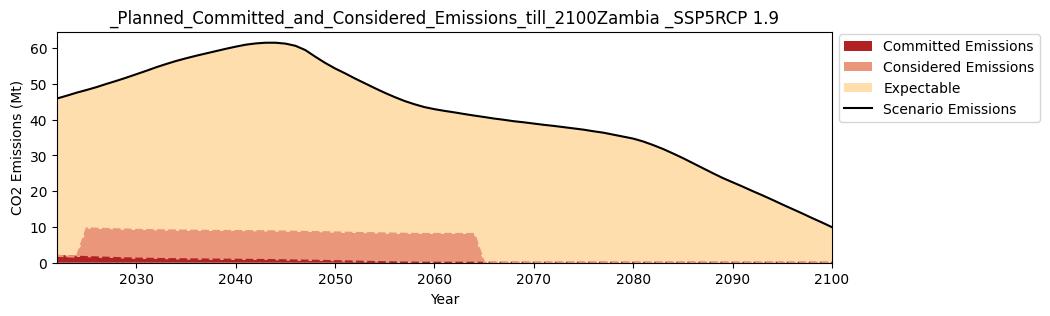 _Planned_Committed_and_Considered_Emissions_till_2100Zambia _SSP5RCP 1.9
60
50
40
30
20
10
0
CO2 Emissions (Mt)
2030 2040 2050 2060 2070 2080 2090 2100
Year
Committed Emissions
Considered Emissions
Expectable
Scenario Emissions